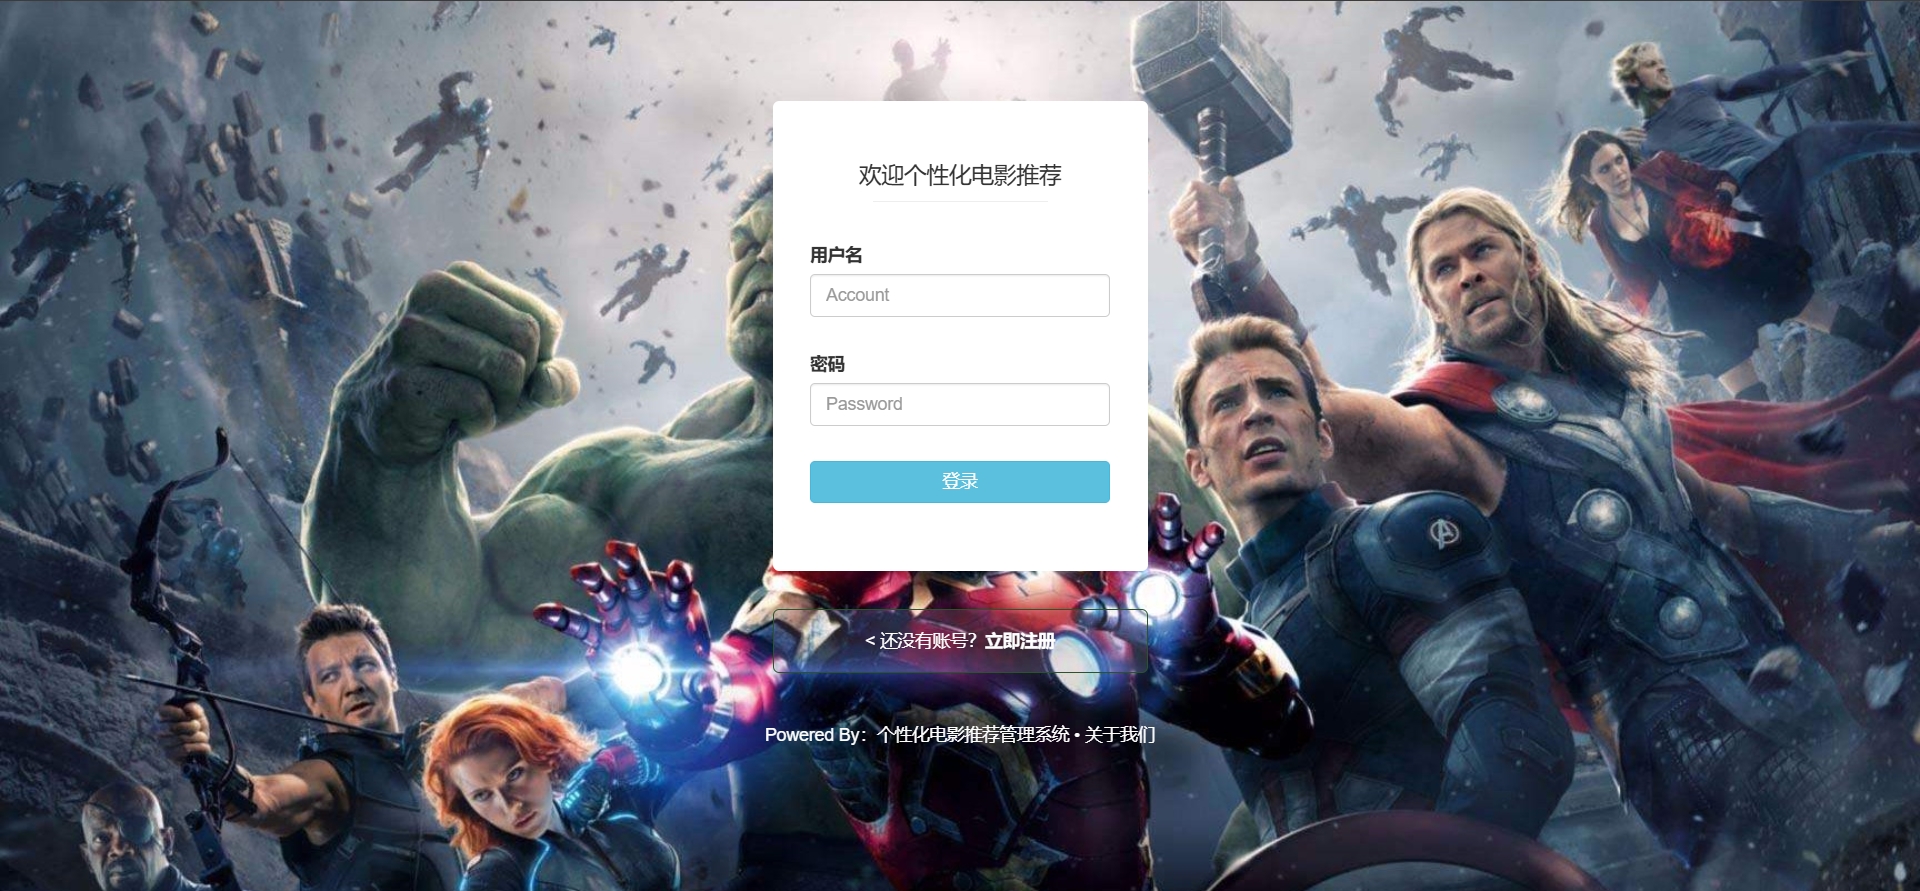 欢迎个性化电影推荐
用户名
Account
密码
Password
登录
< 还没有账号？立即注册
Powered By：个性化电影推荐管理系统 • 关于我们